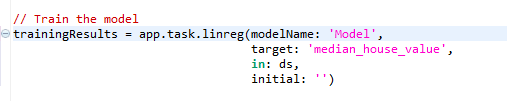 // Train the model
trainingResults = app.task.linreg(modelName: 'Model',
target: 'median_house_value',
in: ds,
initial: '')